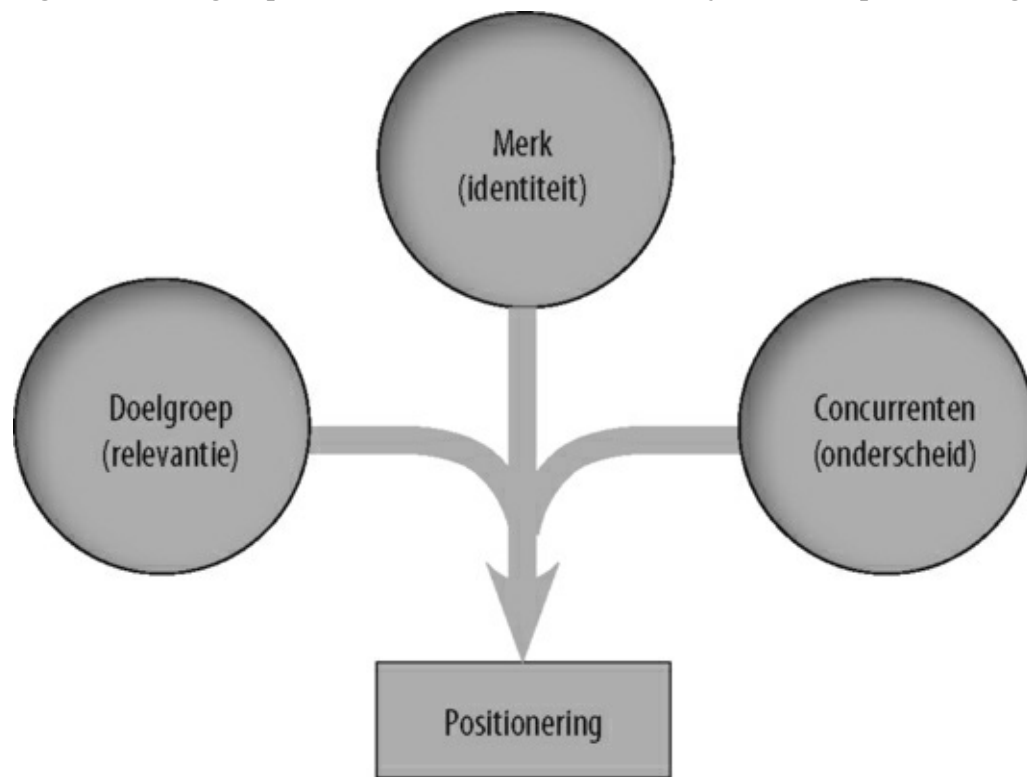 Merk
(identiteit)
Doelgroep
(relevantie)
Concurrenten
(onderscheid)
Positionering